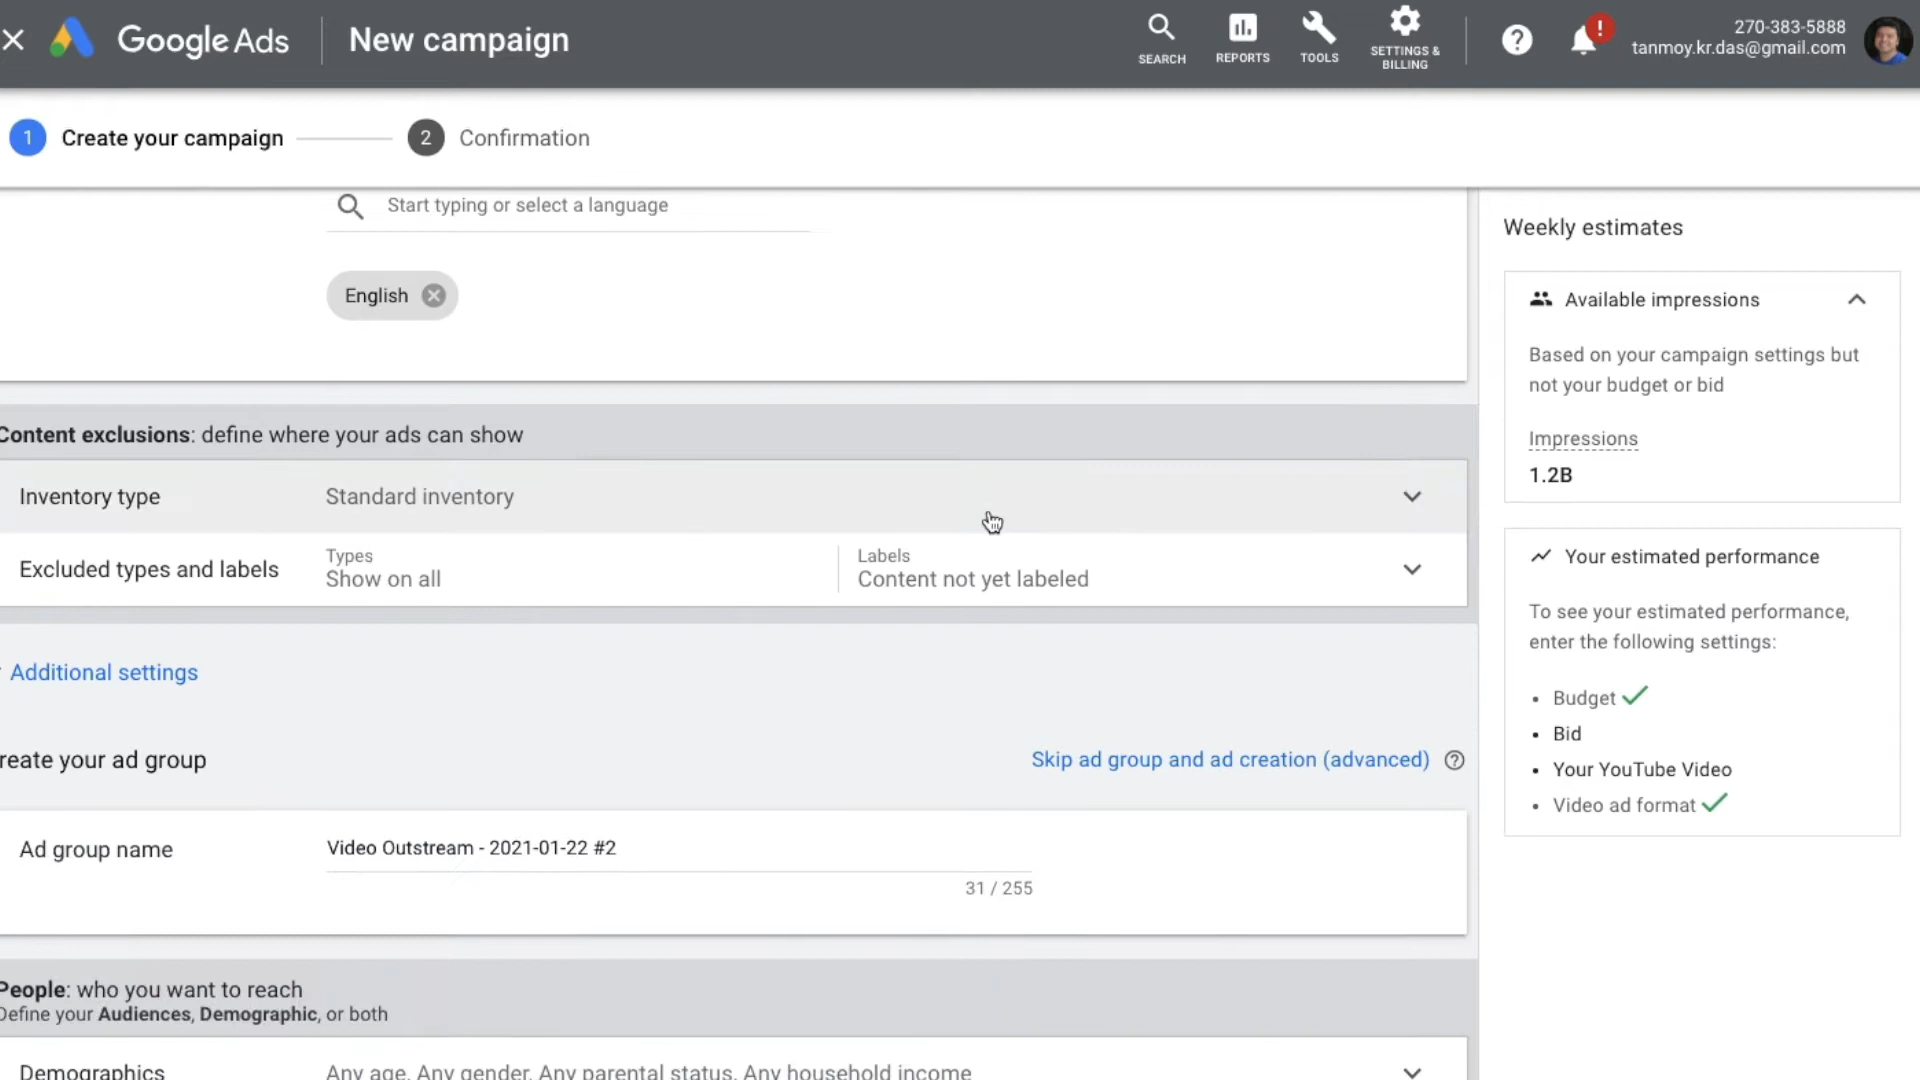 Google Ads
New campaign
SEARCH
REPORTS
TOOLS
SETTINGS &
BILLING
!
270-383-5888
tanmoy.kr.das@gmail.com
1 Create your campaign
2 Confirmation
Start typing or select a language
English
Content exclusions: define where your ads can show
Inventory type Standard inventory
Excluded types and labels
Types
Show on all
Labels
Content not yet labeled
Additional settings
reate your ad group
Skip ad group and ad creation (advanced)
Ad group name
Video Outstream - 2021-01-22 #2
31 / 255
People: who you want to reach
Define your Audiences, Demographic, or both
Demographics Any age, Any gender, Any parental status, Any household income
Weekly estimates
Available impressions
Based on your campaign settings but
not your budget or bid
Impressions
1.2B
Your estimated performance
To see your estimated performance,
enter the following settings:
• Budget
• Bid
• Your YouTube Video
• Video ad format